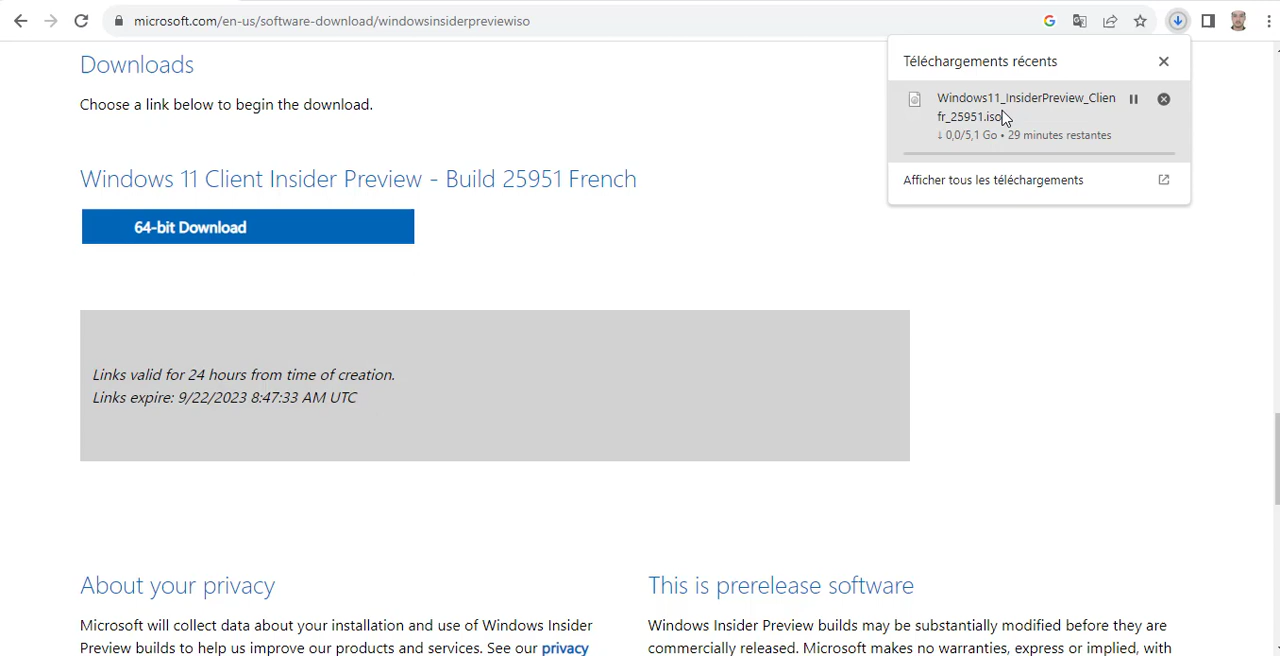 microsoft.com/en-us/software-download/windowsinsiderpreviewiso
Téléchargements récents
Windows11_InsiderPreview_Clien
fr_25951.iso
↓ 0,0/5,1 Go • 29 minutes restantes
Afficher tous les téléchargements
Downloads
Choose a link below to begin the download.
Windows 11 Client Insider Preview - Build 25951 French
64-bit Download
Links valid for 24 hours from time of creation.
Links expire: 9/22/2023 8:47:33 AM UTC
About your privacy
Microsoft will collect data about your installation and use of Windows Insider
Preview builds to help us improve our products and services. See our privacy
This is prerelease software
Windows Insider Preview builds may be substantially modified before they are
commercially released. Microsoft makes no warranties, express or implied, with